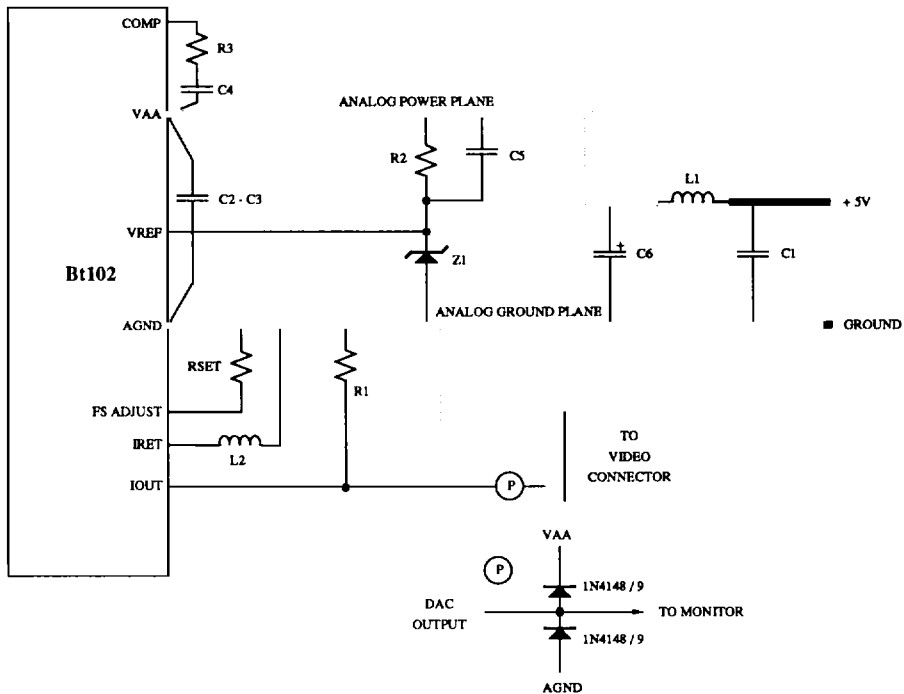 COMP
R3
C4
VAA
ANALOG POWER PLANE
R2
C5
L1
+ 5V
C2 - C3
VREF
Z1
+
C6
C1
Bt102
ANALOG GROUND PLANE
AGND
GROUND
RSET
R1
FS ADJUST
IRET
L2
TO
VIDEO
CONNECTOR
IOUT
P
VAA
P
1N4148 / 9
DAC
OUTPUT
TO MONITOR
1N4148 / 9
AGND